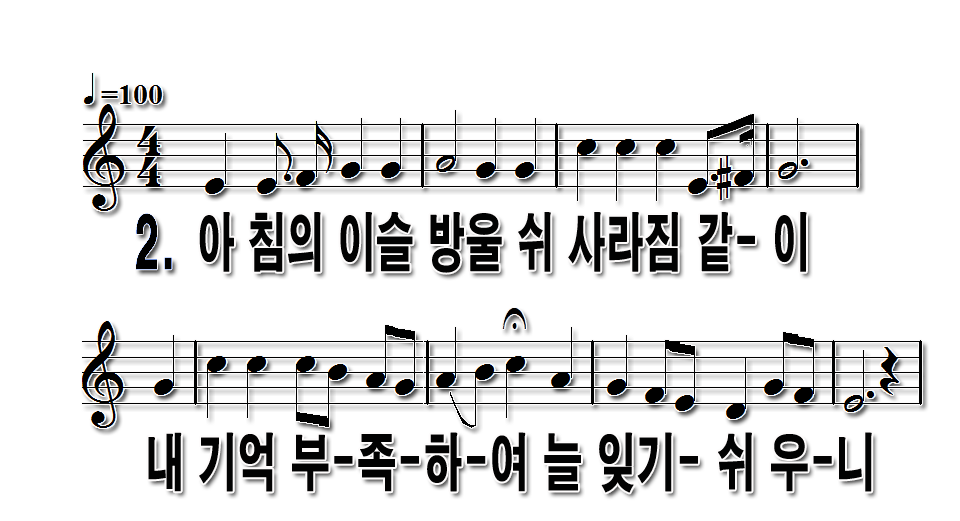 =100
2. 아 침의 이슬 방울 쉬 사라짐 같- 이
내 기억 부-족-하-여 늘 잊기- 쉬 우-니